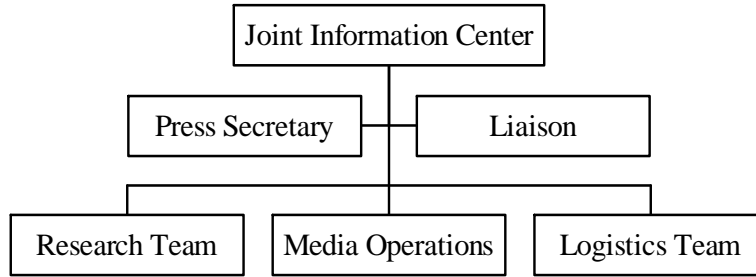 Joint Information Center
Press Secretary
Liaison
Research Team
Media Operations
Logistics Team